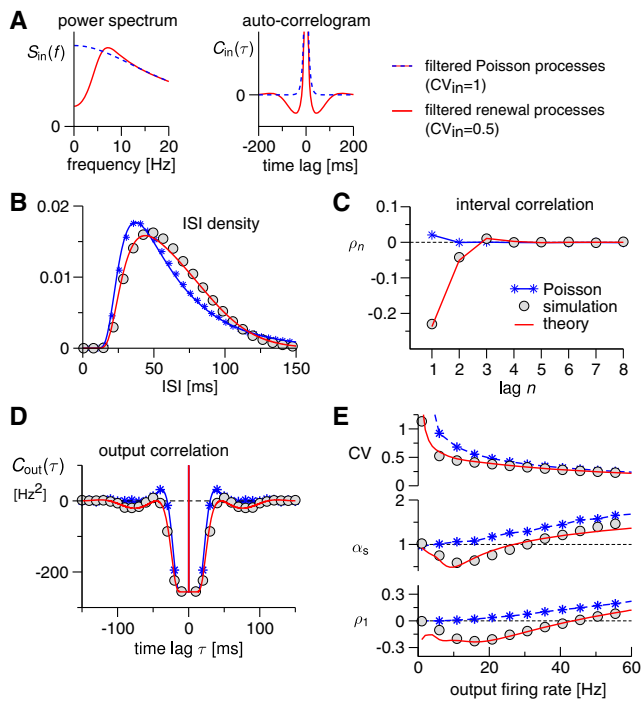 A
power spectrum
auto-correlogram
S_in(f)
C_in(τ)
0
0
0 10 20
-200 0 200
frequency [Hz]
time lag [ms]
filtered Poisson processes
(CV_in=1)
filtered renewal processes
(CV_in=0.5)
B
ISI density
0.02
0.01
0
0 50 100 150
ISI [ms]
C
interval correlation
ρ_n
0.1
0
-0.1
-0.2
Poisson
simulation
theory
1 2 3 4 5 6 7 8
lag n
D
output correlation
C_out(τ)
[Hz²]
0
-200
-100 0 100
time lag τ [ms]
E
CV
1
0.5
0
α_s
2
1
0
ρ_1
0.3
0
-0.3
0 20 40 60
output firing rate [Hz]